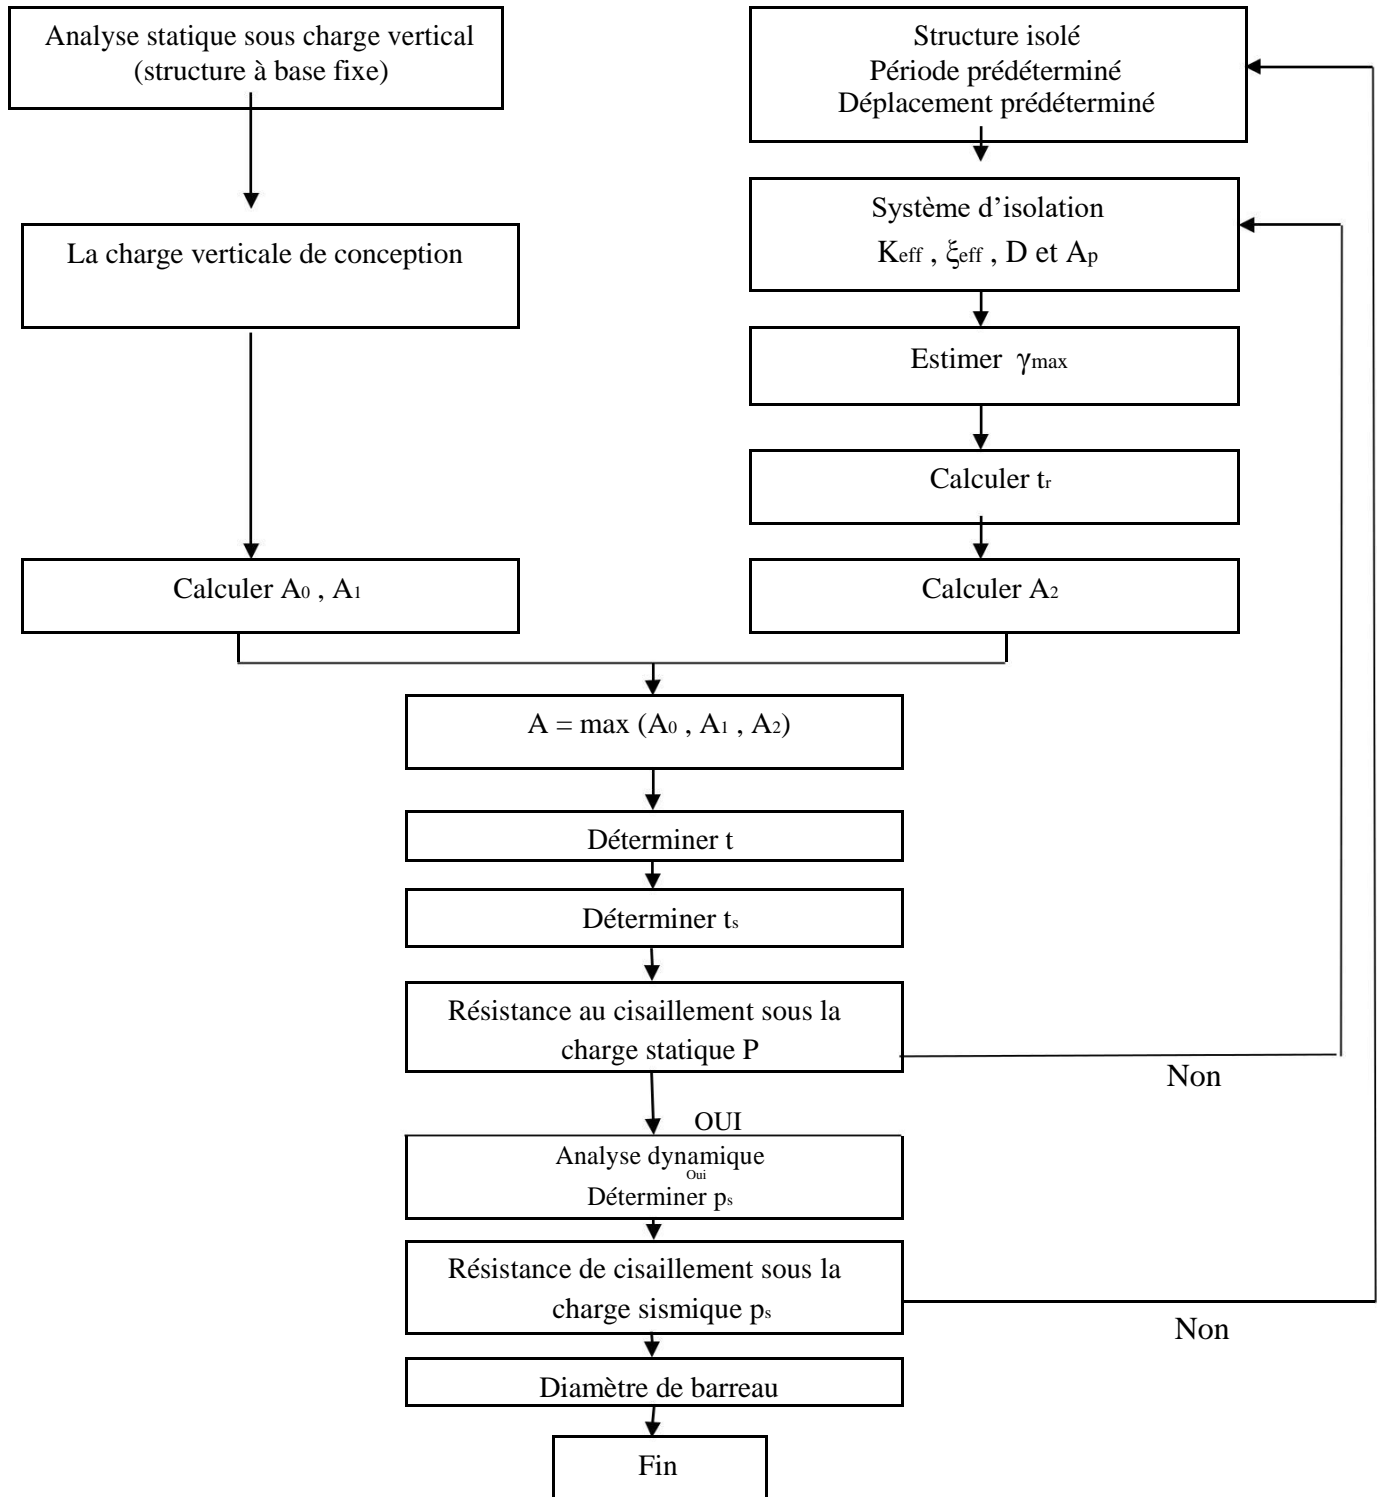 Analyse statique sous charge vertical
(structure à base fixe)
La charge verticale de conception
Calculer A0 , A1
Structure isolé
Période prédéterminé
Déplacement prédéterminé
Système d’isolation
Keff , ξeff , D et Ap
Estimer γmax
Calculer tr
Calculer A2
A = max (A0 , A1 , A2)
Déterminer t
Déterminer ts
Résistance au cisaillement sous la
charge statique P
Non
OUI
Analyse dynamique
Oui
Déterminer ps
Résistance de cisaillement sous la
charge sismique ps
Non
Diamètre de barreau
Fin